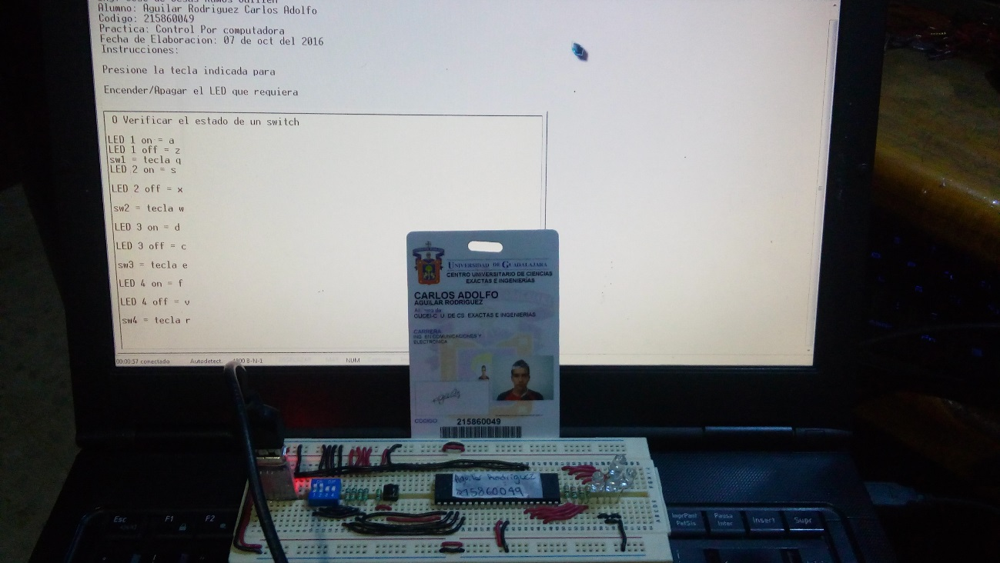 Alumno: Aguilar Rodriguez Carlos Adolfo
Codigo: 215860049
Practica: Control Por computadora
Fecha de Elaboracion: 07 de oct del 2016
Instrucciones:
Presione la tecla indicada para
Encender/Apagar el LED que requiera
O Verificar el estado de un switch
LED 1 on = a
LED 1 off = z
sw1 = tecla q
LED 2 on = s
LED 2 off = x
sw2 = tecla w
LED 3 on = d
LED 3 off = c
sw3 = tecla e
LED 4 on = f
LED 4 off = v
sw4 = tecla r
00:00:57 conectado Autodetect. 8-N-1 NUM
UNIVERSIDAD DE GUADALAJARA
CENTRO UNIVERSITARIO DE CIENCIAS
EXACTAS E INGENIERIAS
CARLOS ADOLFO
AGUILAR RODRIGUEZ
CUCEI-C. U. DE CS. EXACTAS E INGENIERIAS
CARRERA
ING. EN COMUNICACIONES Y
ELECTRONICA
CODIGO 215860049
Aguilar Rodriguez
215860049
Esc F1 F2
ImprPant
PetSis
Pausa
Inter
Insert
Supr